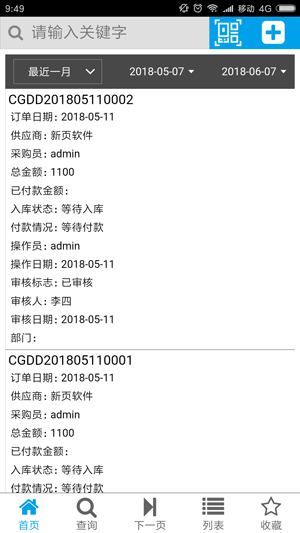 9:49
移动 4G
请输入关键字
最近一月 2018-05-07 2018-06-07
CGDD201805110002
订单日期: 2018-05-11
供应商: 新页软件
采购员: admin
总金额: 1100
已付款金额:
入库状态: 等待入库
付款情况: 等待付款
操作员: admin
操作日期: 2018-05-11
审核标志: 已审核
审核人: 李四
审核日期: 2018-05-11
部门:
CGDD201805110001
订单日期: 2018-05-11
供应商: 新页软件
采购员: admin
总金额: 1100
已付款金额:
入库状态: 等待入库
付款情况: 等待付款
首页 查询 下一页 列表 收藏